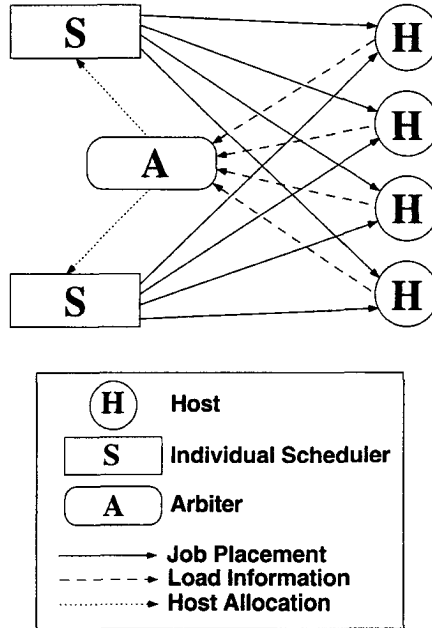 S
H
H
A
H
S
H
H Host
S Individual Scheduler
A Arbiter
Job Placement
Load Information
Host Allocation